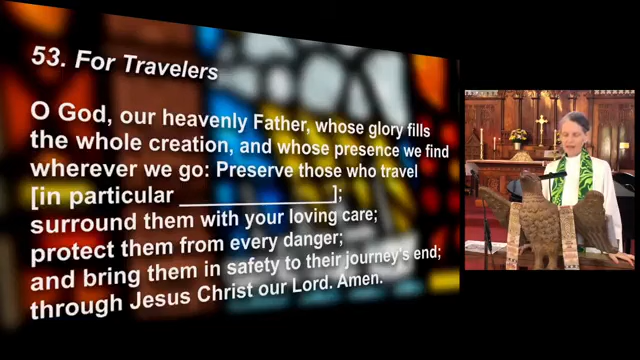 53. For Travelers
O God, our heavenly Father, whose glory fills
the whole creation, and whose presence we find
wherever we go: Preserve those who travel
[in particular ______________];
surround them with your loving care;
protect them from every danger;
and bring them in safety to their journey's end;
through Jesus Christ our Lord. Amen.